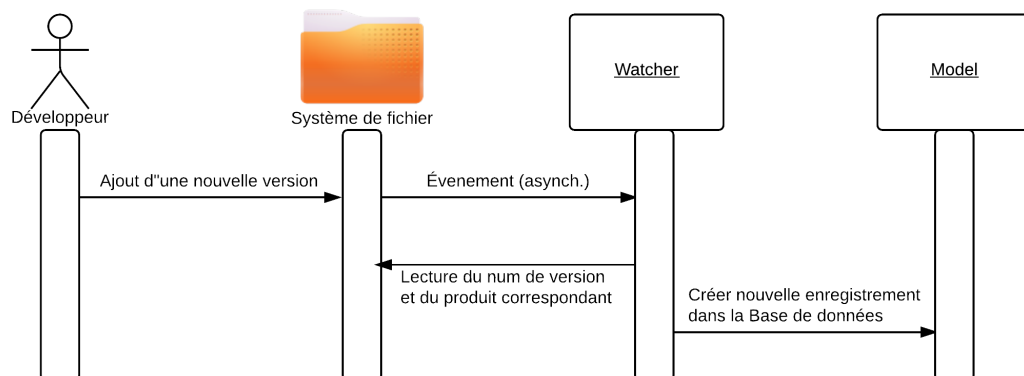 Watcher
Model
Développeur
Système de fichier
Ajout d"une nouvelle version
Évenement (asynch.)
Lecture du num de version
et du produit correspondant
Créer nouvelle enregistrement
dans la Base de données